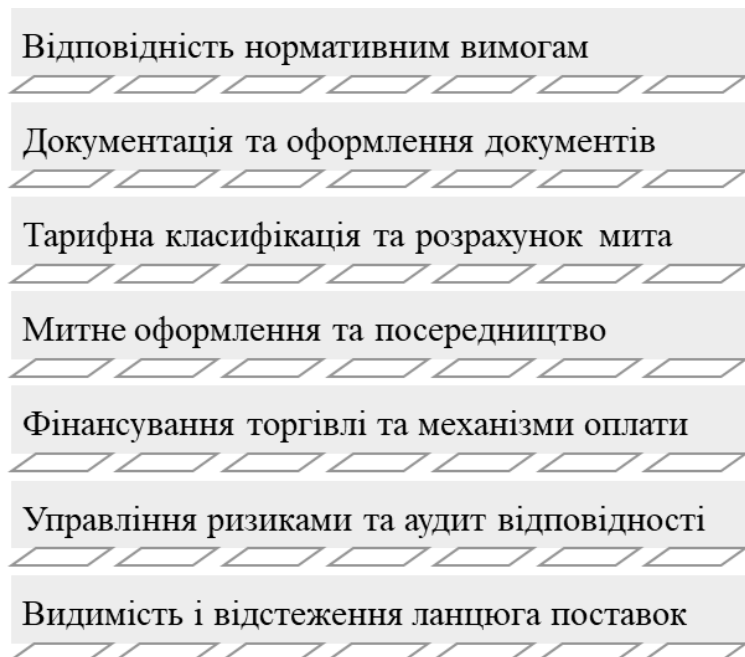 Відповідність нормативним вимогам
Документація та оформлення документів
Тарифна класифікація та розрахунок мита
Митне оформлення та посередництво
Фінансування торгівлі та механізми оплати
Управління ризиками та аудит відповідності
Видимість і відстеження ланцюга поставок